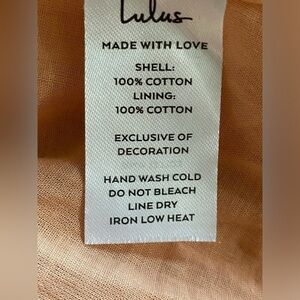 Lulus
MADE WITH LOVE
SHELL:
100% COTTON
LINING:
100% COTTON
EXCLUSIVE OF
DECORATION
HAND WASH COLD
DO NOT BLEACH
LINE DRY
IRON LOW HEAT